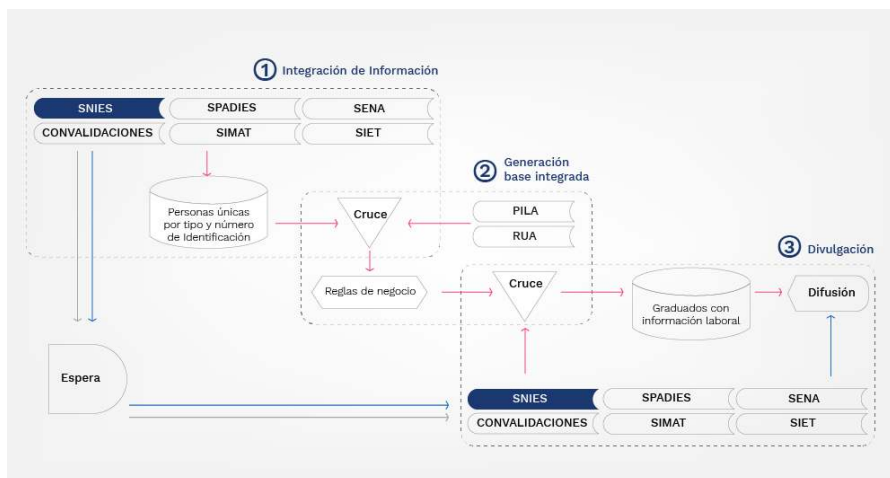 1 Integración de Información
SNIES
SPADIES
SENA
CONVALIDACIONES
SIMAT
SIET
Personas únicas
por tipo y número
de Identificación
2 Generación
base integrada
Cruce
PILA
RUA
Reglas de negocio
3 Divulgación
Cruce
Graduados con
información laboral
Difusión
Espera
SNIES
SPADIES
SENA
CONVALIDACIONES
SIMAT
SIET